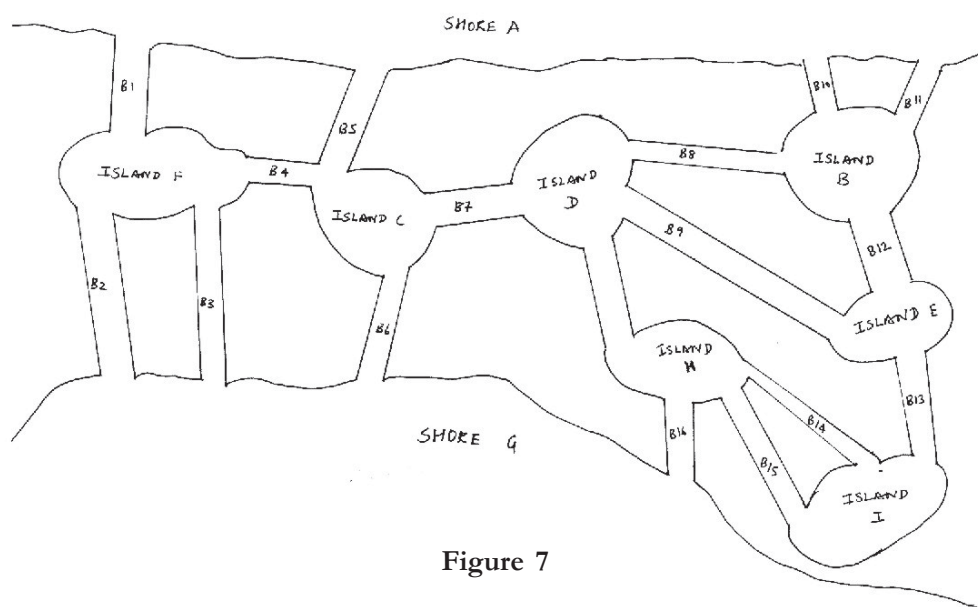 SHORE A
B1
B5
B10
B11
ISLAND F
B4
B8
ISLAND
B
ISLAND
D
ISLAND C
B7
B9
B12
B2
B3
B6
ISLAND E
ISLAND
H
B13
B14
B16
B15
SHORE G
ISLAND
I
Figure 7